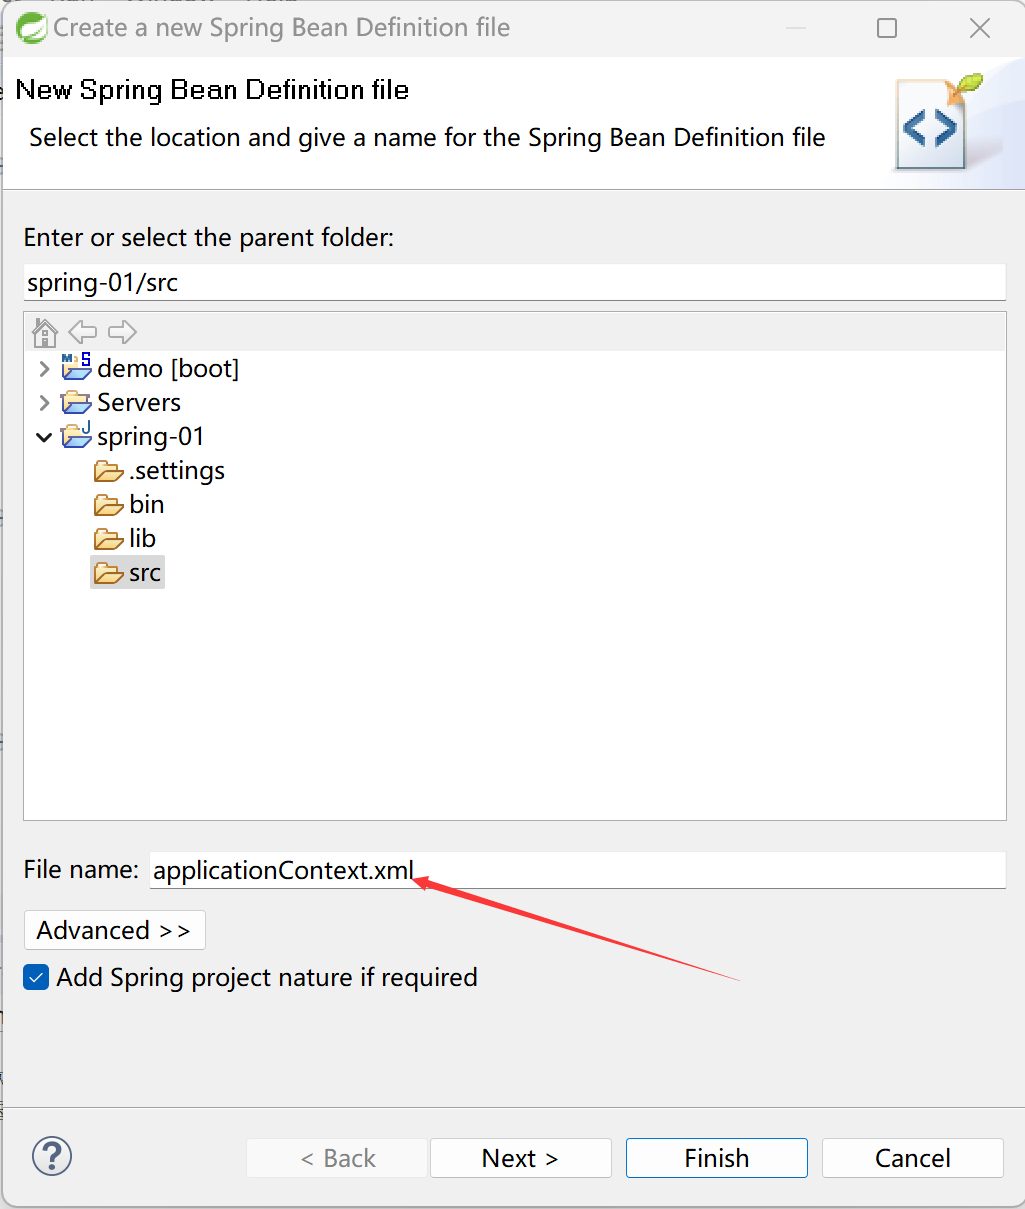 Create a new Spring Bean Definition file
New Spring Bean Definition file
Select the location and give a name for the Spring Bean Definition file
Enter or select the parent folder:
spring-01/src
demo [boot]
Servers
spring-01
.settings
bin
lib
src
File name: applicationContext.xml
Advanced >>
Add Spring project nature if required
? < Back Next > Finish Cancel